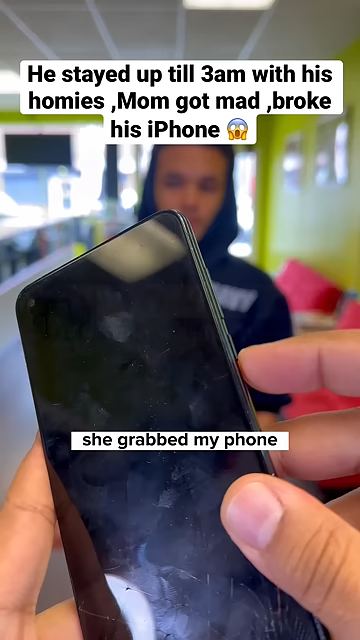 He stayed up till 3am with his
homies ,Mom got mad ,broke
his iPhone 😱
she grabbed my phone